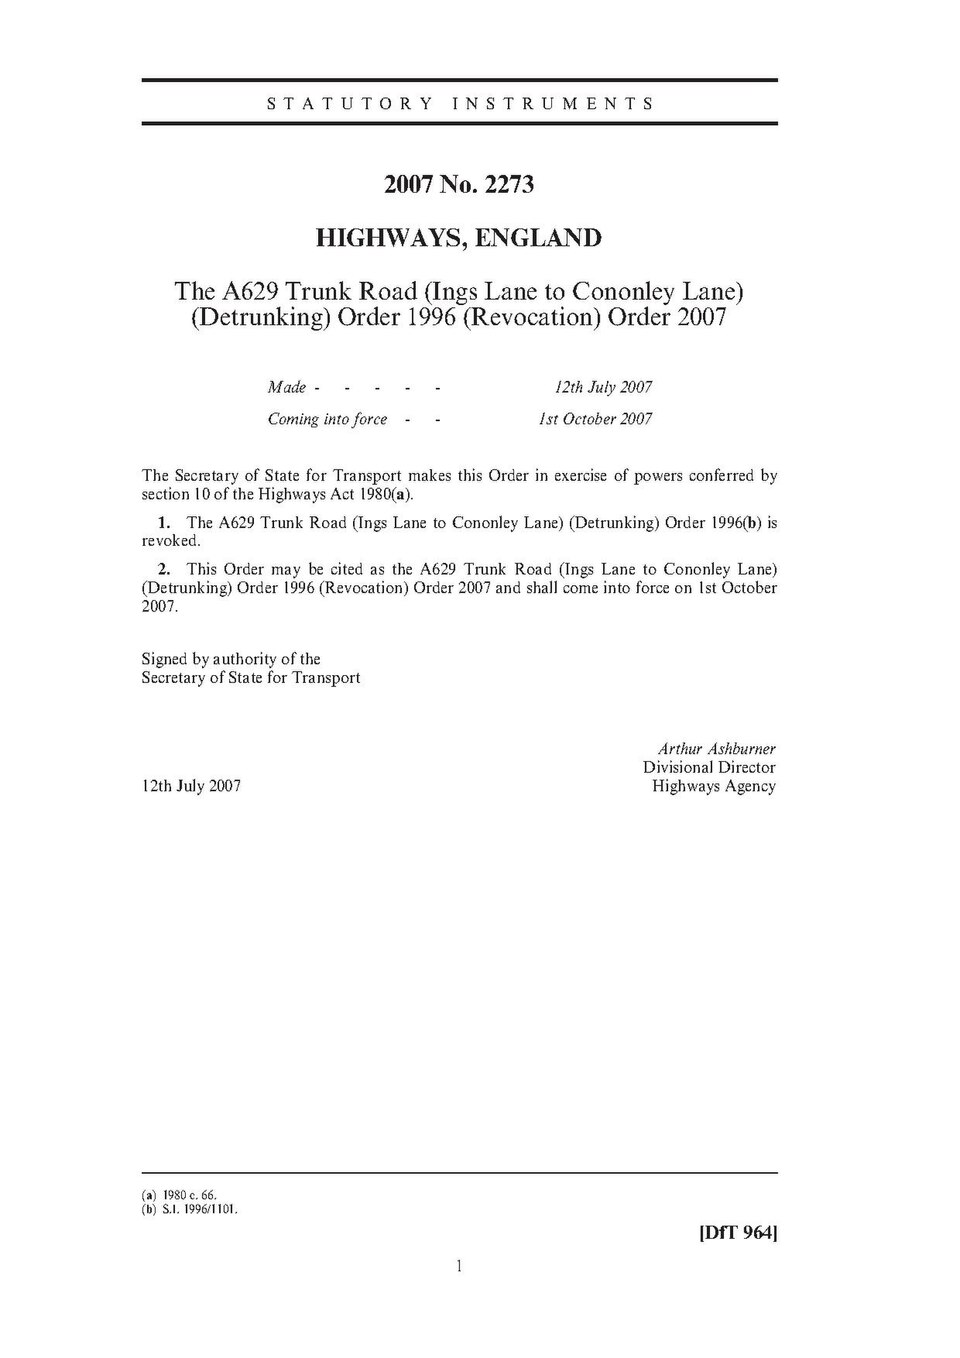 STATUTORY INSTRUMENTS
2007 No. 2273
HIGHWAYS, ENGLAND
The A629 Trunk Road (Ings Lane to Cononley Lane)
(Detrunking) Order 1996 (Revocation) Order 2007
Made - - - - - 12th July 2007
Coming into force - - 1st October 2007
The Secretary of State for Transport makes this Order in exercise of powers conferred by
section 10 of the Highways Act 1980(a).
1. The A629 Trunk Road (Ings Lane to Cononley Lane) (Detrunking) Order 1996(b) is
revoked.
2. This Order may be cited as the A629 Trunk Road (Ings Lane to Cononley Lane)
(Detrunking) Order 1996 (Revocation) Order 2007 and shall come into force on 1st October
2007.
Signed by authority of the
Secretary of State for Transport
Arthur Ashburner
Divisional Director
12th July 2007 Highways Agency
(a) 1980 c. 66.
(b) S.I. 1996/1101.
[DfT 964]
1